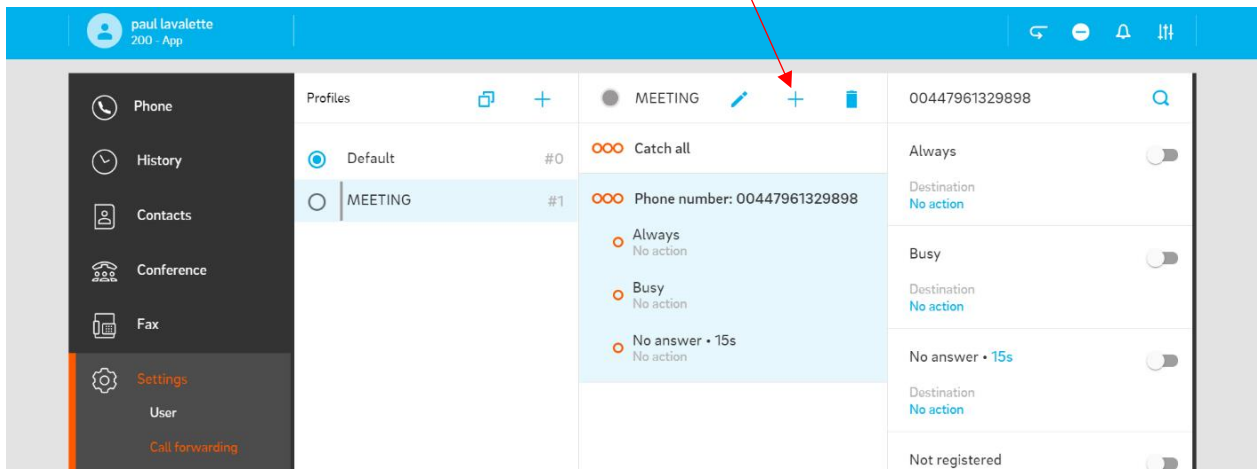 paul lavalette
200 - App
Phone
History
Contacts
Conference
Fax
Settings
User
Call forwarding
Profiles
Default #0
MEETING #1
MEETING
Catch all
Phone number: 00447961329898
Always
No action
Busy
No action
No answer • 15s
No action
00447961329898
Always
Destination
No action
Busy
Destination
No action
No answer • 15s
Destination
No action
Not registered